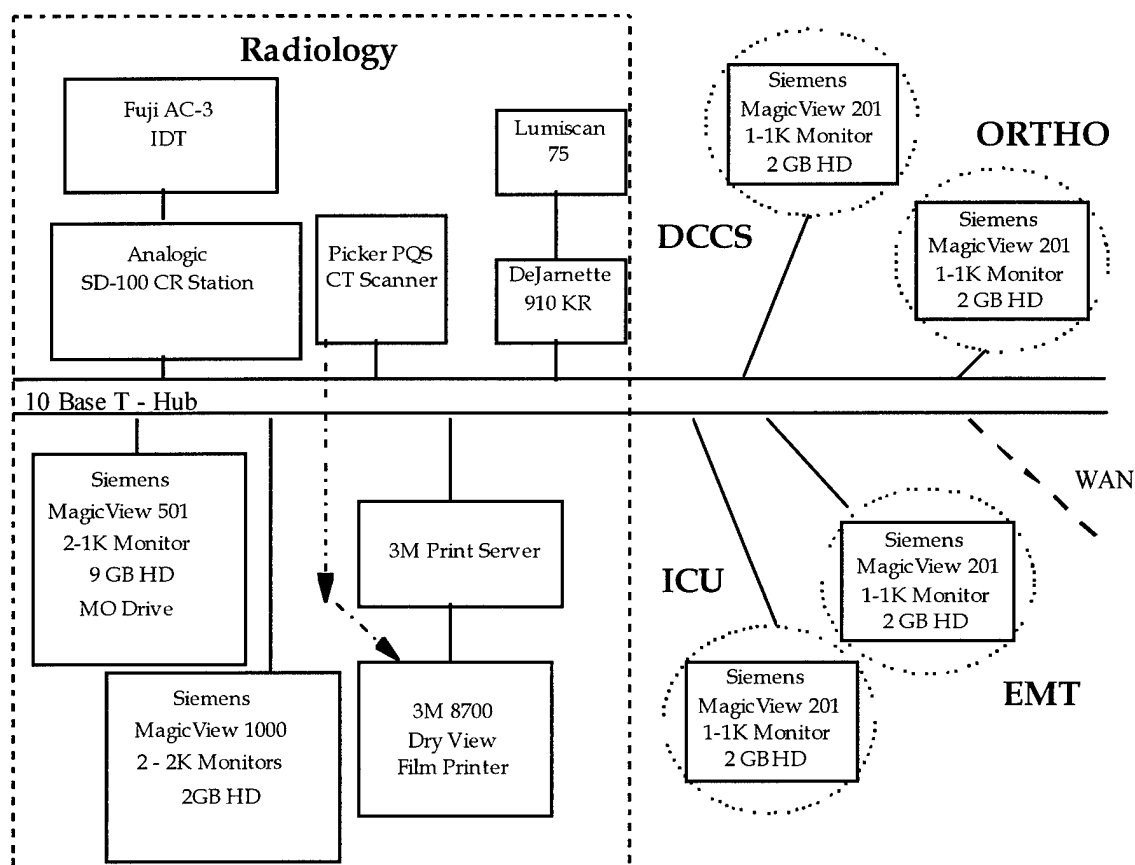 Radiology
Fuji AC-3
IDT
Lumiscan
75
Analogic
SD-100 CR Station
Picker PQS
CT Scanner
DeJarnette
910 KR
Siemens
MagicView 201
1-1K Monitor
2 GB HD
DCCS
ORTHO
Siemens
MagicView 201
1-1K Monitor
2 GB HD
10 Base T - Hub
Siemens
MagicView 501
2-1K Monitor
9 GB HD
MO Drive
Siemens
MagicView 1000
2 - 2K Monitors
2GB HD
3M Print Server
3M 8700
Dry View
Film Printer
WAN
ICU
Siemens
MagicView 201
1-1K Monitor
2 GB HD
EMT
Siemens
MagicView 201
1-1K Monitor
2 GB HD